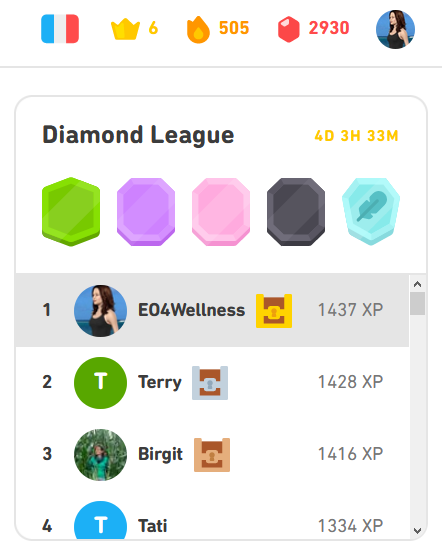 6 505 2930
Diamond League 4D 3H 33M
1 EO4Wellness 1437 XP
2 T Terry 1428 XP
3 Birgit 1416 XP
4 T Tati 1334 XP